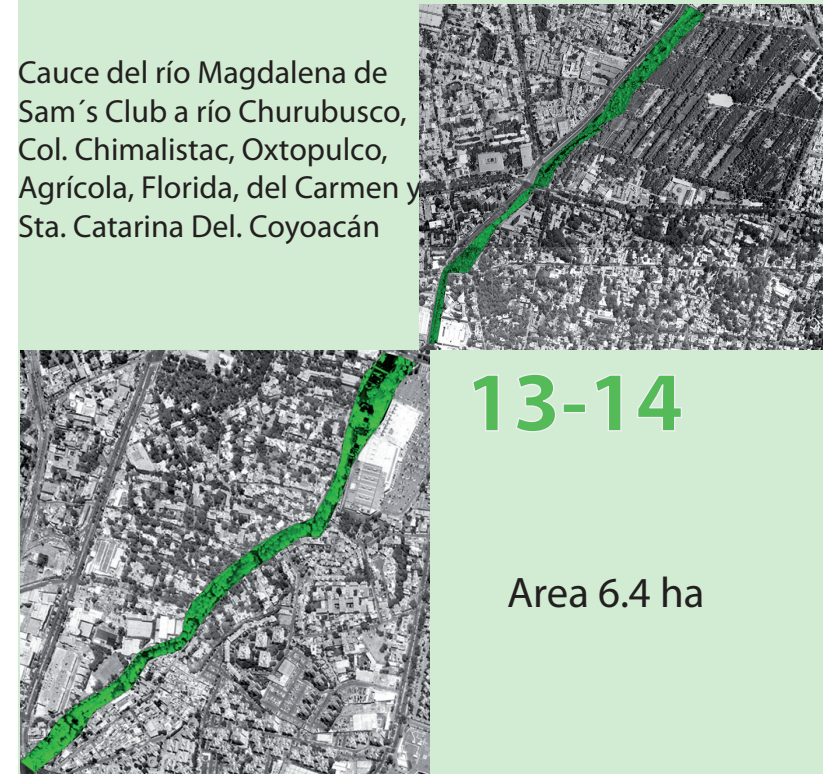 Cauce del río Magdalena de
Sam´s Club a río Churubusco,
Col. Chimalistac, Oxtopulco,
Agrícola, Florida, del Carmen y
Sta. Catarina Del. Coyoacán
13-14
Area 6.4 ha